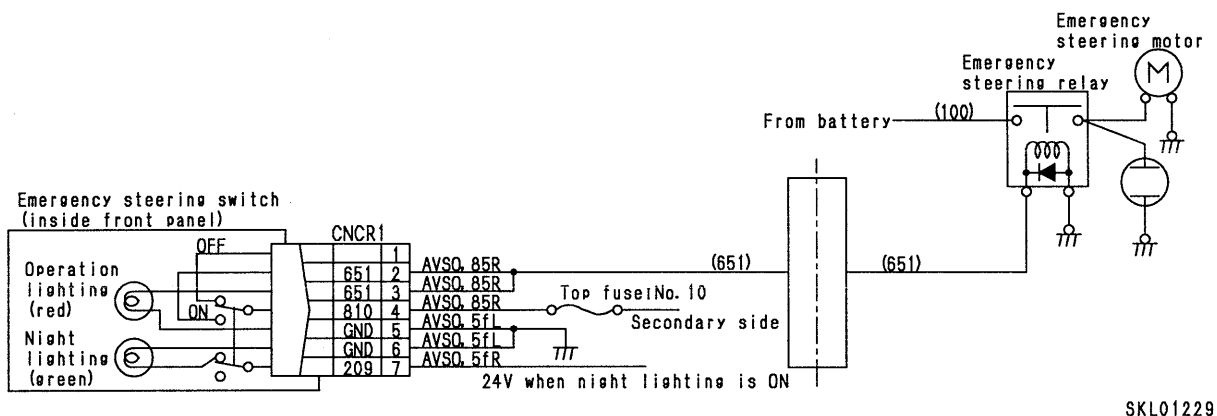 Emergency
steering motor
Emergency
steering relay
M
From battery
(100)
Emergency steering switch
(inside front panel)
CNCR1
OFF
1
Operation
lighting
(red)
651 2 AVSO. 85R
(651)
(651)
651 3 AVSO. 85R
ON
810 4 AVSO. 85R
Top fuse:No. 10
Secondary side
GND 5 AVSO. 5fL
Night
lighting
(green)
GND 6 AVSO. 5fL
209 7 AVSO. 5fR
24V when night lighting is ON
SKL01229